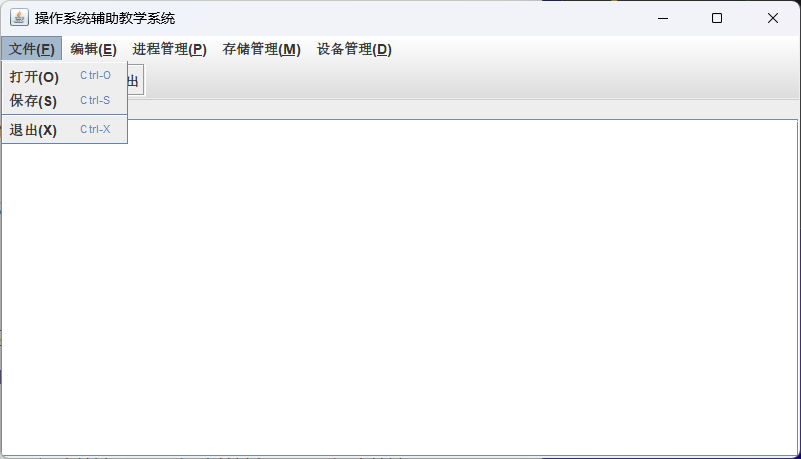 操作系统辅助教学系统
文件(F) 编辑(E) 进程管理(P) 存储管理(M) 设备管理(D)
打开(O) Ctrl-O
出
保存(S) Ctrl-S
退出(X) Ctrl-X